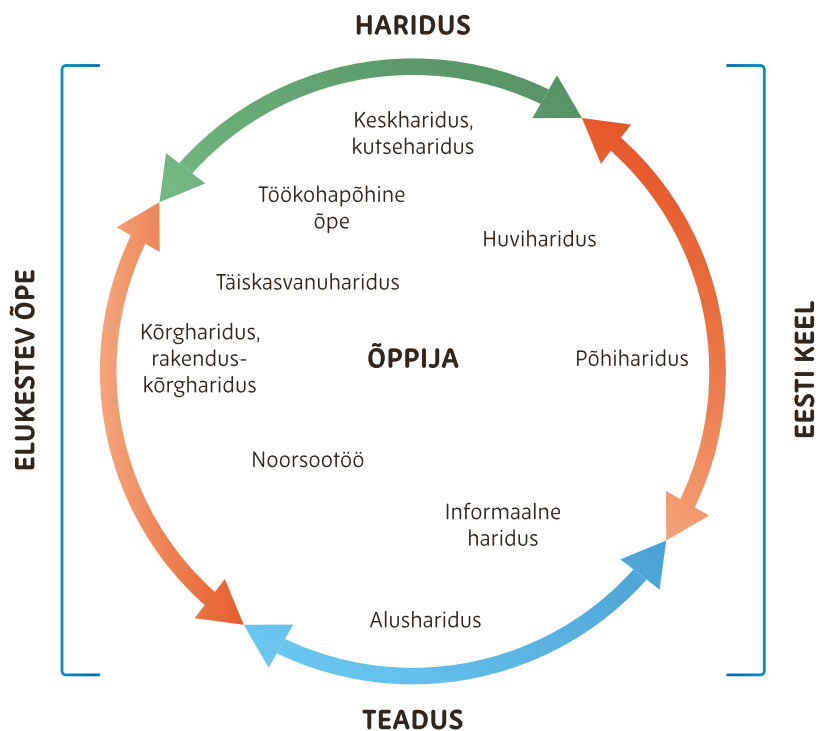 HARIDUS
Keskharidus,
kutseharidus
Töökohapõhine
õpe
Huviharidus
Täiskasvanuharidus
Kõrgharidus,
rakendus-
kõrgharidus
ÕPPIJA
Põhiharidus
ELUKESTEV ÕPE
EESTI KEEL
Noorsootöö
Informaalne
haridus
Alusharidus
TEADUS